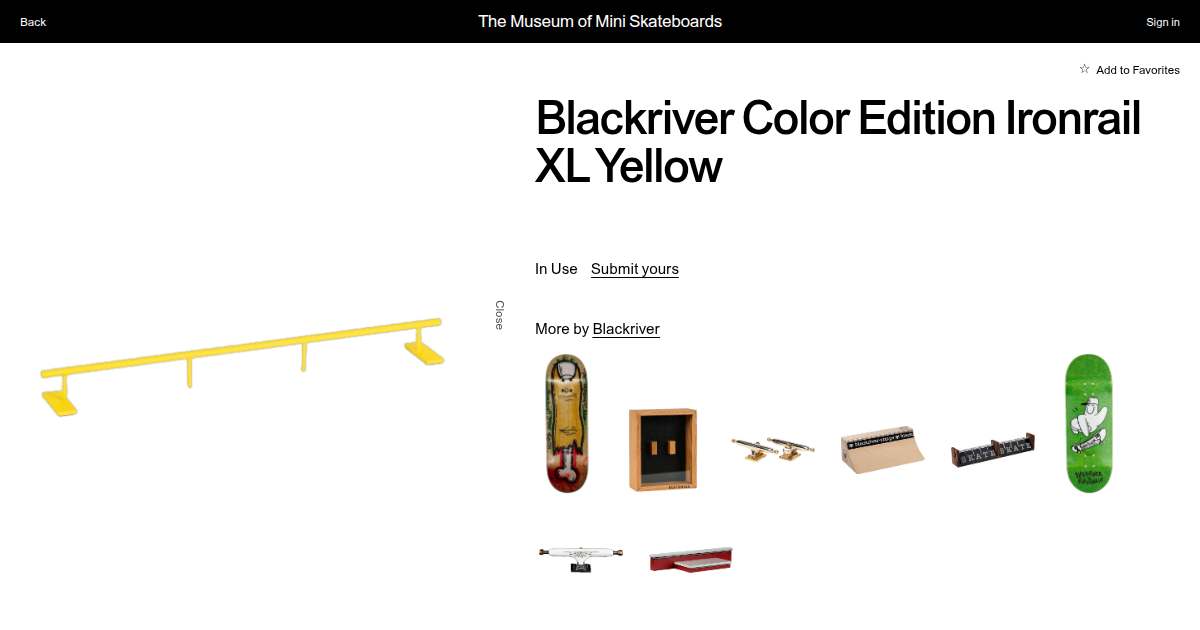 Back
The Museum of Mini Skateboards
Sign in
☆ Add to Favorites
Blackriver Color Edition Ironrail
XL Yellow
In Use Submit yours
Close
More by Blackriver